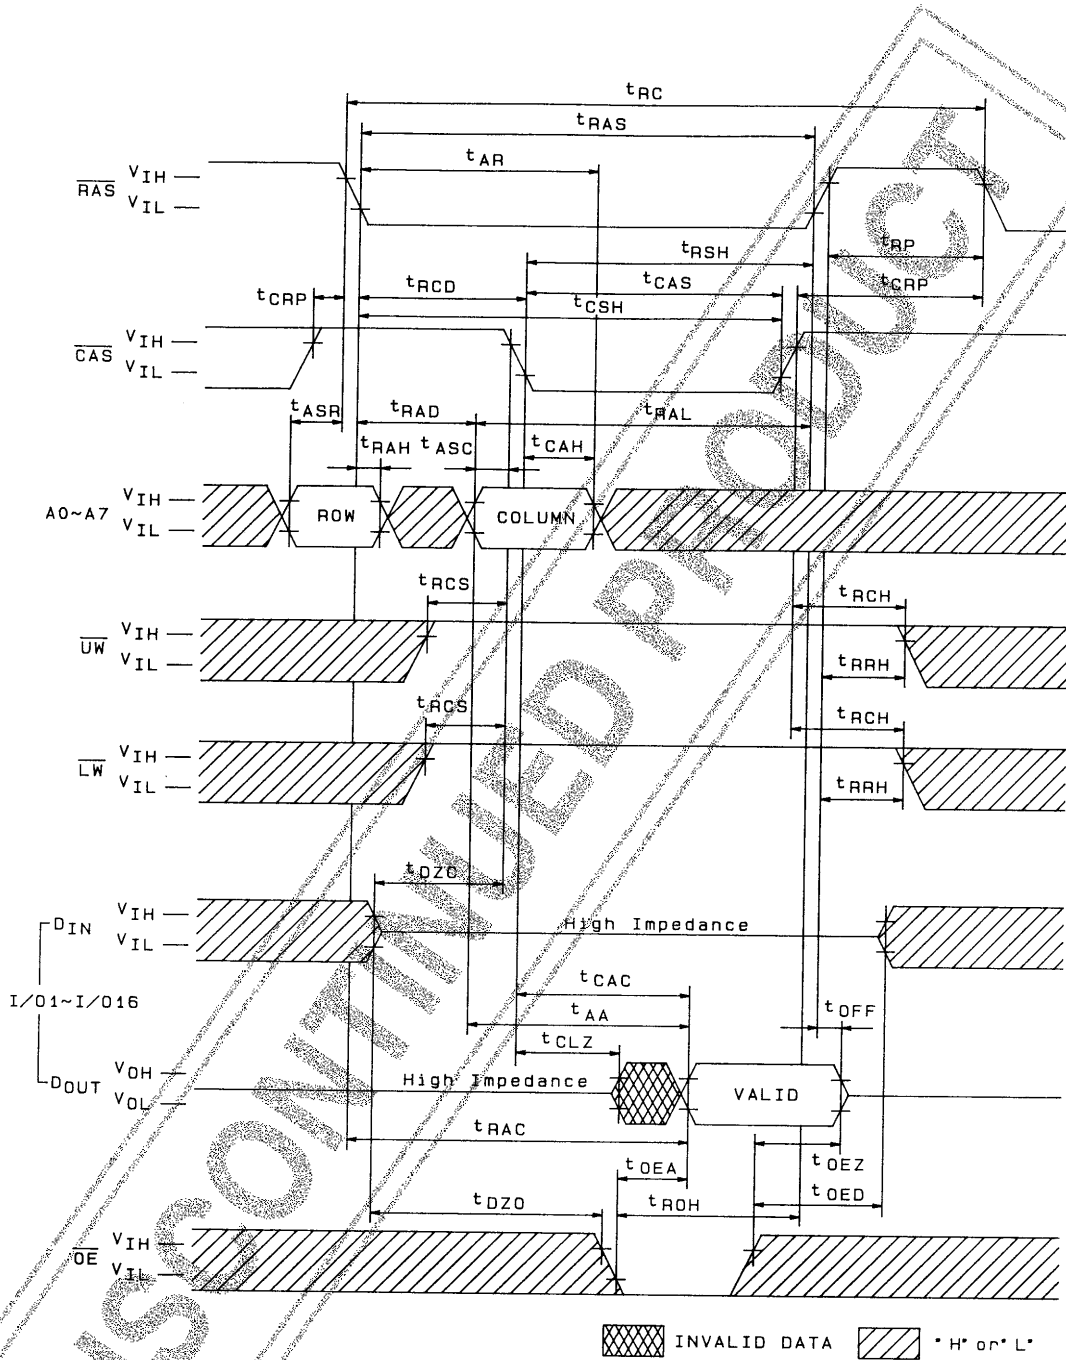 tRC
tRAS
tAR
RAS VIH
VIL
tRSH
tRP
tCRP
tRCD
tCAS
tCRP
tCSH
CAS VIH
VIL
tASR
tRAD
tRAL
tRAH
tASC
tCAH
A0~A7 VIH
VIL
ROW
COLUMN
tRCS
tRCH
UW VIH
VIL
tRRH
tRCS
tRCH
LW VIH
VIL
tRRH
tDZC
DIN VIH
VIL
High Impedance
I/O1~I/O16
tCAC
tAA
tOFF
tCLZ
DOUT VOH
VOL
High Impedance
VALID
tRAC
tOEA
tOEZ
tDZO
tROH
tOED
OE VIH
VIL
INVALID DATA
"H" or "L"
DISCONTINUED PRODUCT